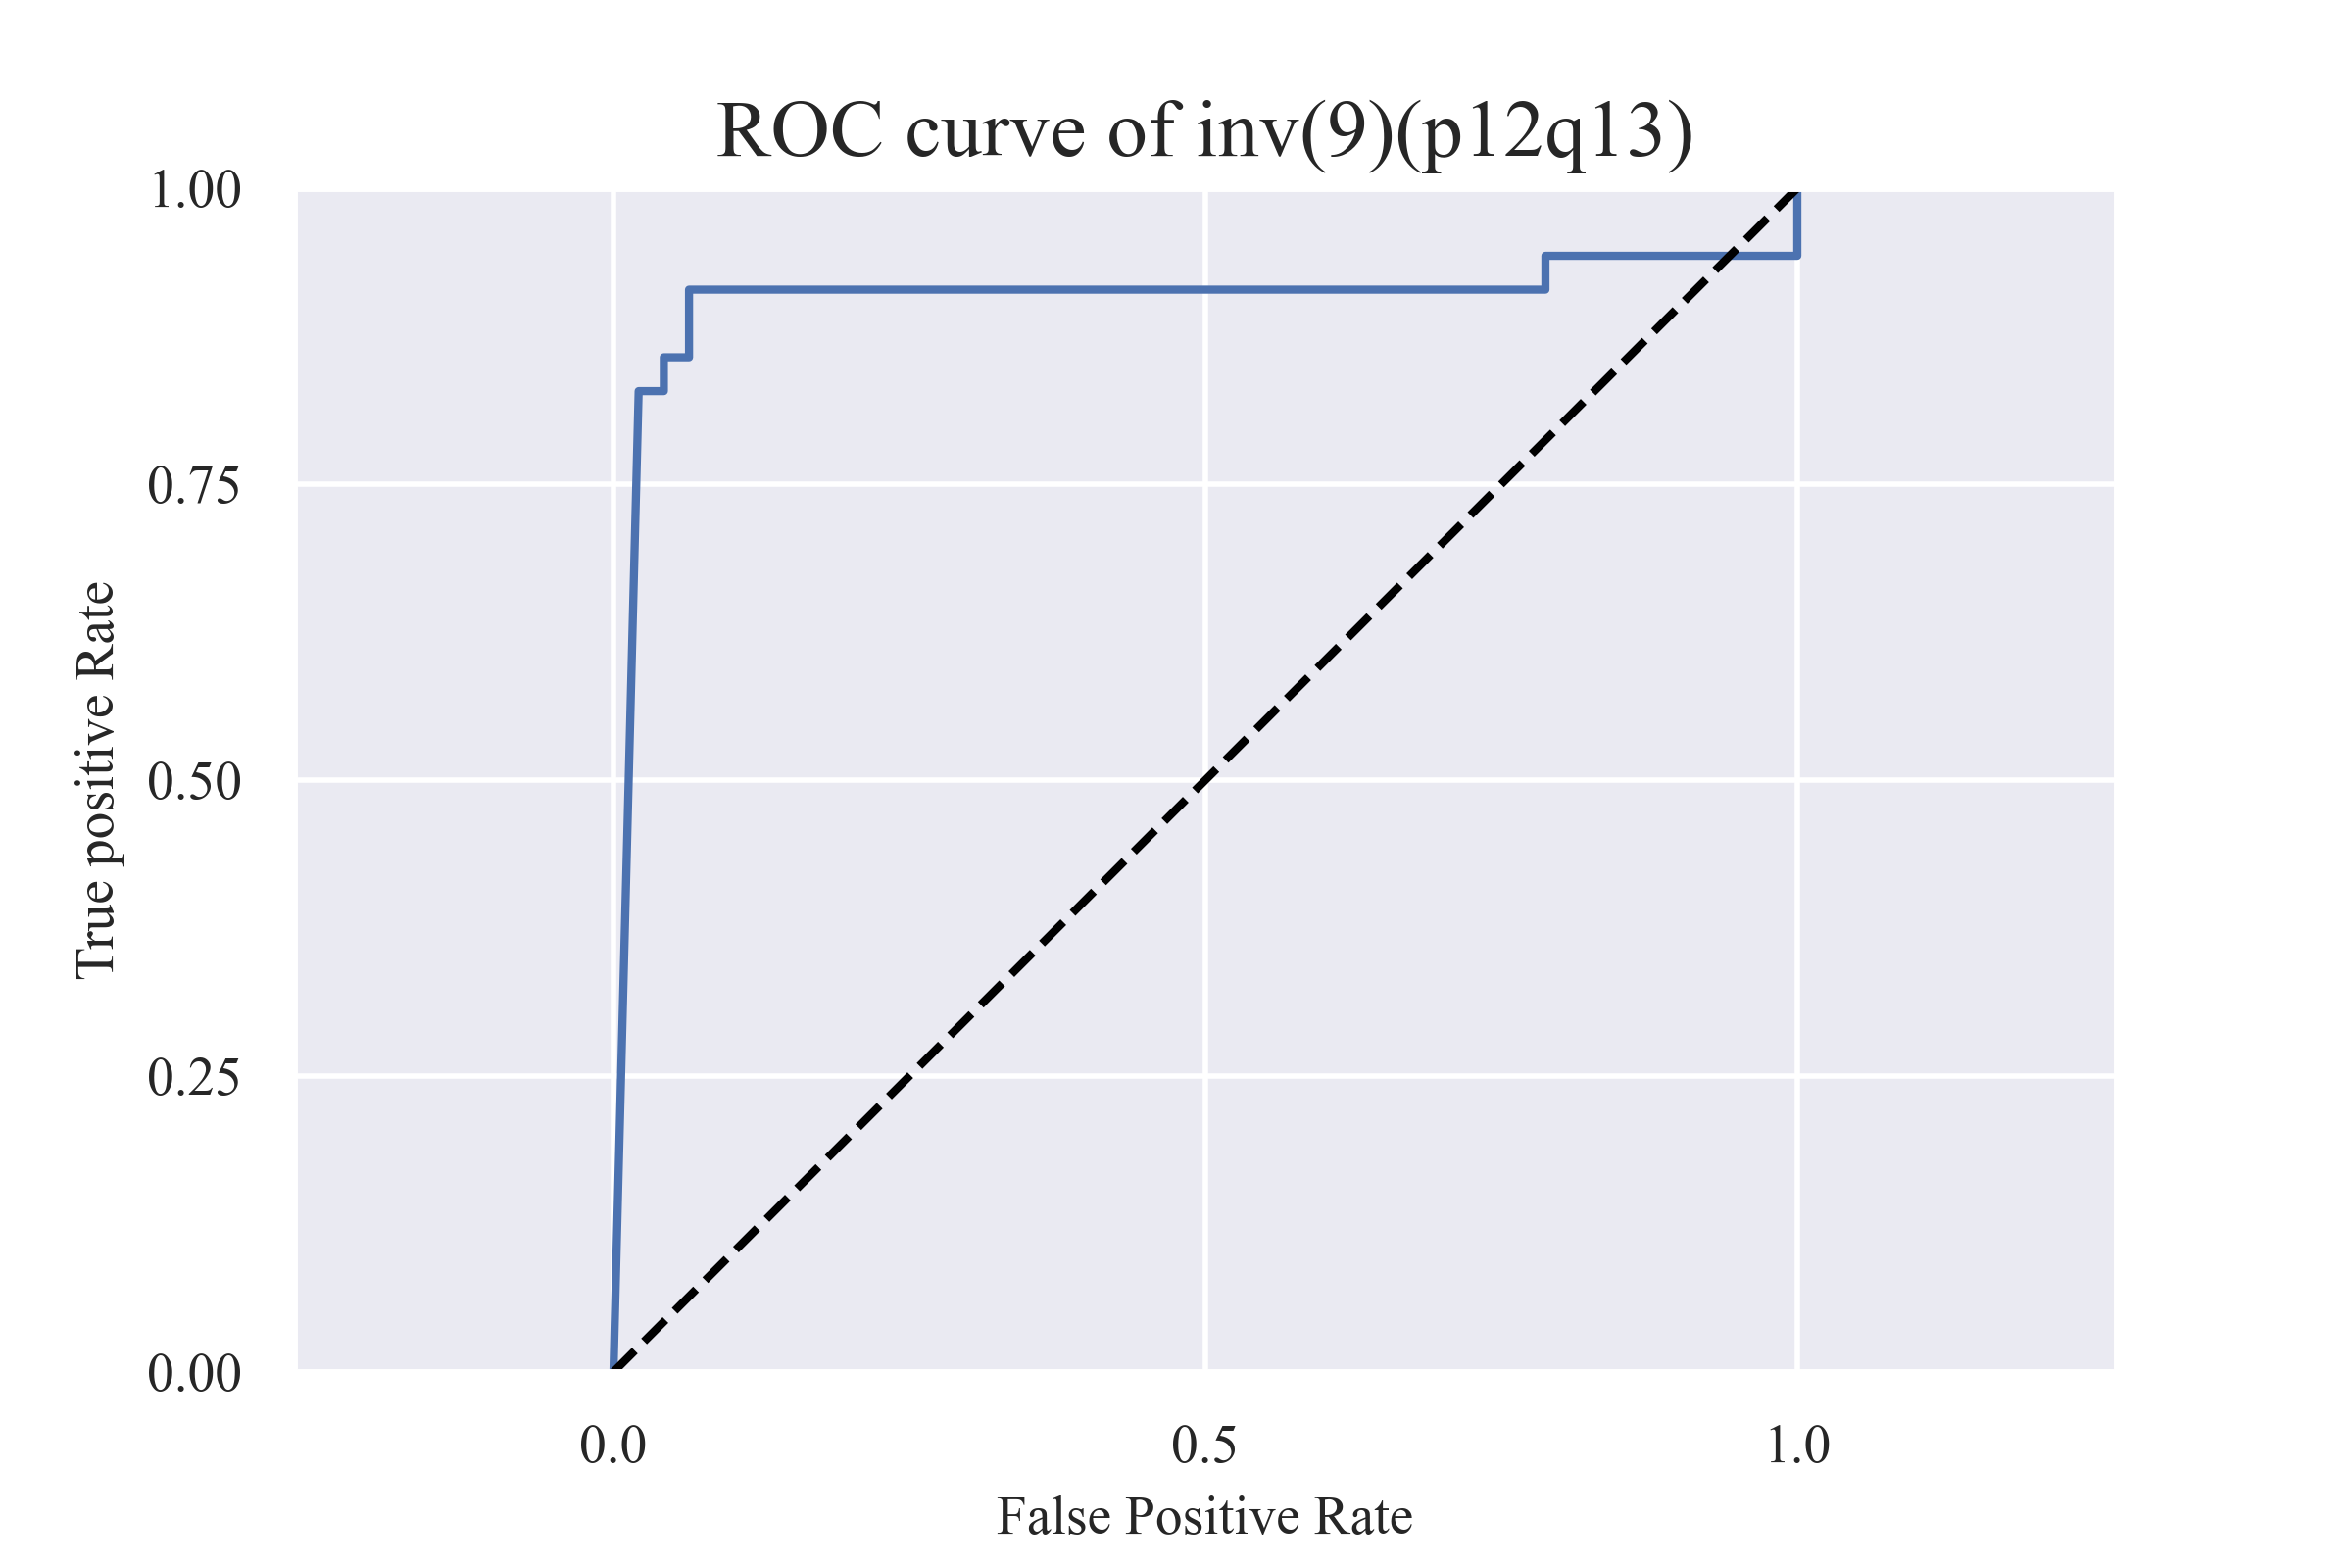 ROC curve of inv(9)(p12q13)
1.00
0.75
0.50
0.25
0.00
True positive Rate
0.0 0.5 1.0
False Positive Rate